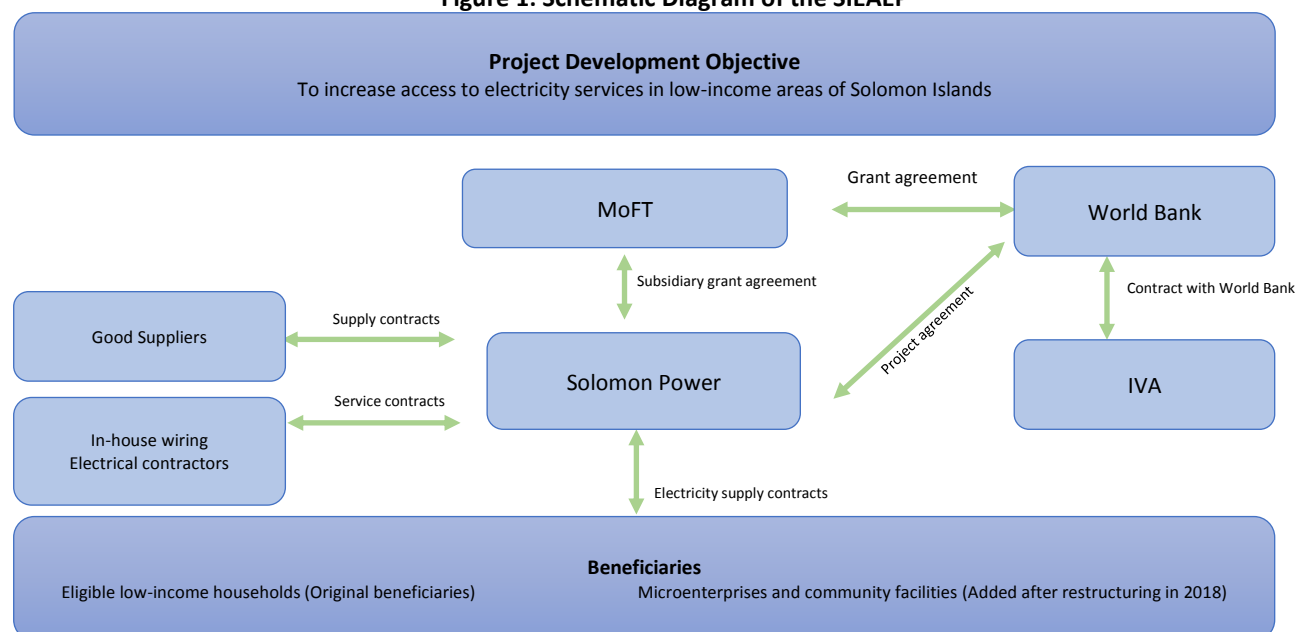 Figure 1: Schematic Diagram of the SIEAEP
Project Development Objective
To increase access to electricity services in low-income areas of Solomon Islands
MoFT
Grant agreement
World Bank
Subsidiary grant agreement
Contract with World Bank
Good Suppliers
Supply contracts
Solomon Power
Project agreement
IVA
Service contracts
In-house wiring
Electrical contractors
Electricity supply contracts
Beneficiaries
Eligible low-income households (Original beneficiaries)
Microenterprises and community facilities (Added after restructuring in 2018)